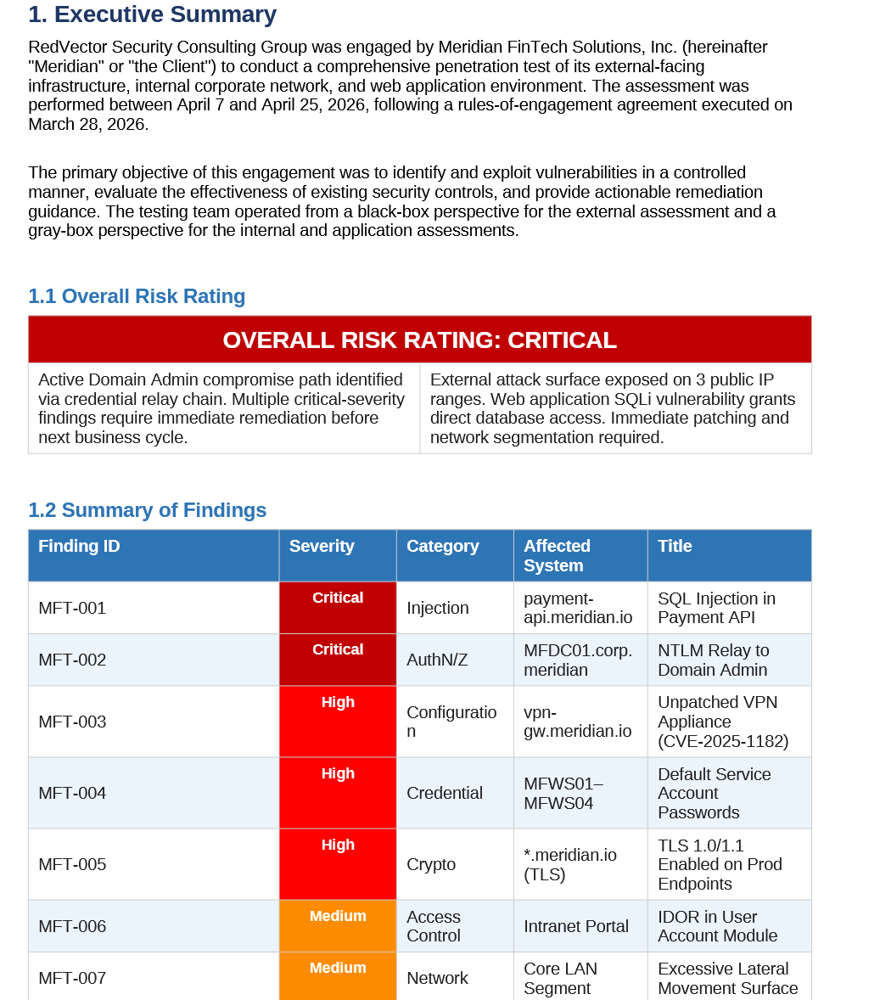 1. Executive Summary
RedVector Security Consulting Group was engaged by Meridian FinTech Solutions, Inc. (hereinafter
"Meridian" or "the Client") to conduct a comprehensive penetration test of its external-facing
infrastructure, internal corporate network, and web application environment. The assessment was
performed between April 7 and April 25, 2026, following a rules-of-engagement agreement executed on
March 28, 2026.
The primary objective of this engagement was to identify and exploit vulnerabilities in a controlled
manner, evaluate the effectiveness of existing security controls, and provide actionable remediation
guidance. The testing team operated from a black-box perspective for the external assessment and a
gray-box perspective for the internal and application assessments.
1.1 Overall Risk Rating
OVERALL RISK RATING: CRITICAL
Active Domain Admin compromise path identified
via credential relay chain. Multiple critical-severity
findings require immediate remediation before
next business cycle.
External attack surface exposed on 3 public IP
ranges. Web application SQLi vulnerability grants
direct database access. Immediate patching and
network segmentation required.
1.2 Summary of Findings
Finding ID
Severity
Category
Affected
System
Title
MFT-001
Critical
Injection
payment-
api.meridian.io
SQL Injection in
Payment API
MFT-002
Critical
AuthN/Z
MFDC01.corp.
meridian
NTLM Relay to
Domain Admin
MFT-003
High
Configuratio
n
vpn-
gw.meridian.io
Unpatched VPN
Appliance
(CVE-2025-1182)
MFT-004
High
Credential
MFWS01–
MFWS04
Default Service
Account
Passwords
MFT-005
High
Crypto
*.meridian.io
(TLS)
TLS 1.0/1.1
Enabled on Prod
Endpoints
MFT-006
Medium
Access
Control
Intranet Portal
IDOR in User
Account Module
MFT-007
Medium
Network
Core LAN
Segment
Excessive Lateral
Movement Surface